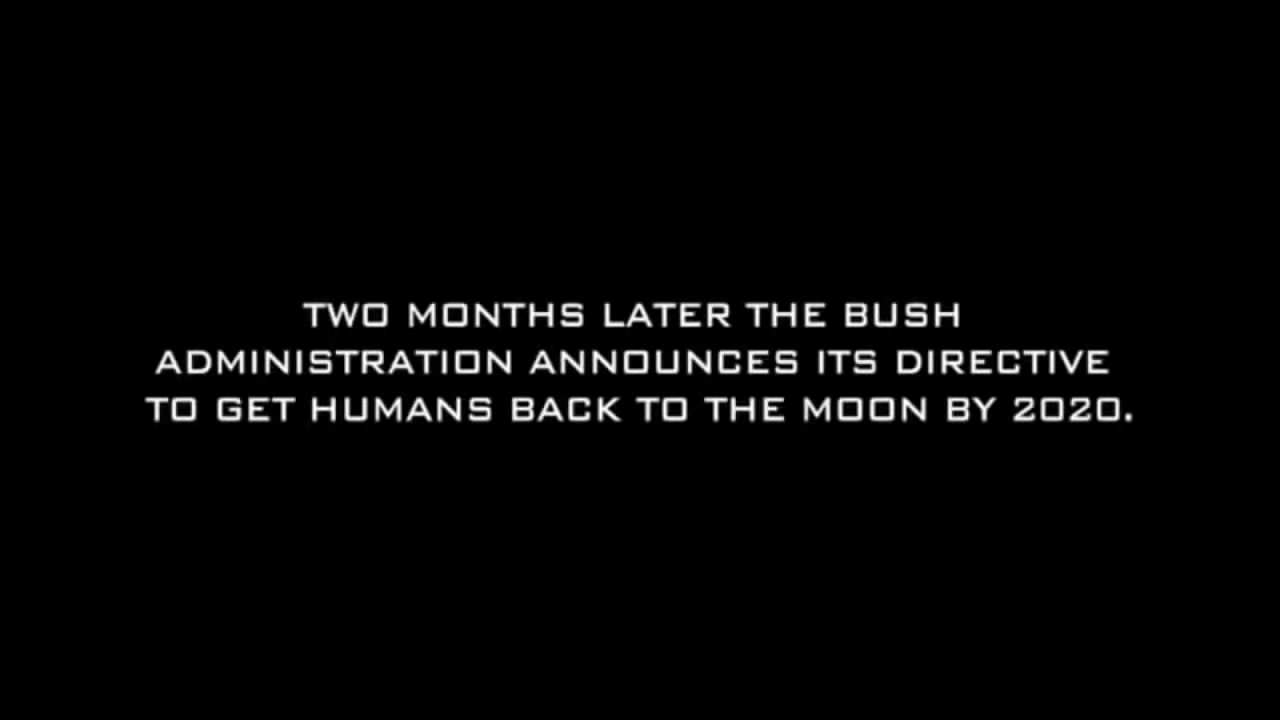 TWO MONTHS LATER THE BUSH
ADMINISTRATION ANNOUNCES ITS DIRECTIVE
TO GET HUMANS BACK TO THE MOON BY 2020.